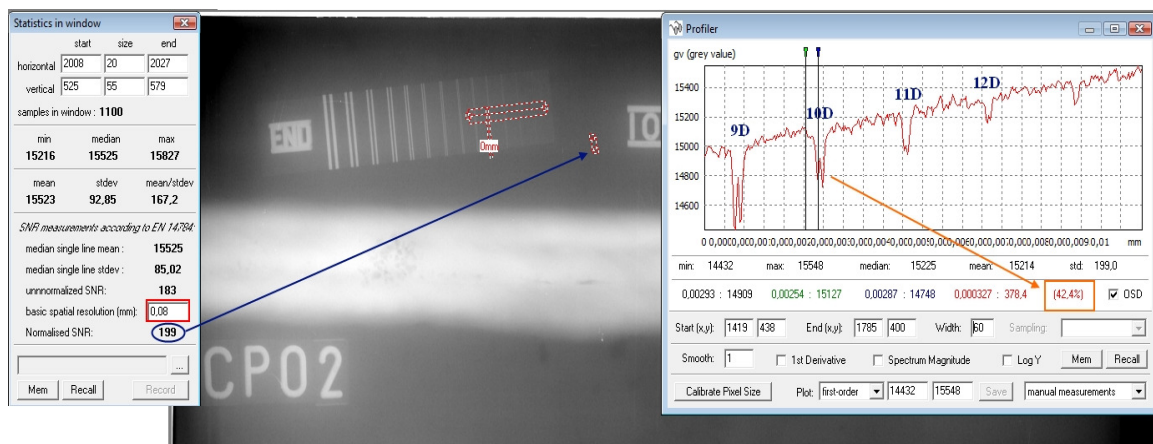 Statistics in window
start size end
horizontal 2008 20 2027
vertical 525 55 579
samples in window : 1100
min median max
15216 15525 15827
mean stdev mean/stdev
15523 92,85 167,2
SNR measurements according to EN 14784:
median single line mean : 15525
median single line stdev : 85,02
unnnormalized SNR: 183
basic spatial resolution (mm): 0,08
Normalised SNR: 199
...
Mem Recall Record
END
0mm
10
CP02
Profiler
gv (grey value)
15400
15200
15000
14800
14600
9D 10D 11D 12D
mm
min: 14432 max: 15548 median: 15225 mean: 15214 std: 199,0
0,00293 : 14909 0,00254 : 15127 0,00287 : 14748 0,000327 : 378,4 (42,4%) OSD
Start (x,y): 1419 438 End (x,y): 1785 400 Width: 60 Sampling:
Smooth: 1 1st Derivative Spectrum Magnitude Log Y Mem Recall
Calibrate Pixel Size Plot: first-order 14432 15548 Save manual measurements